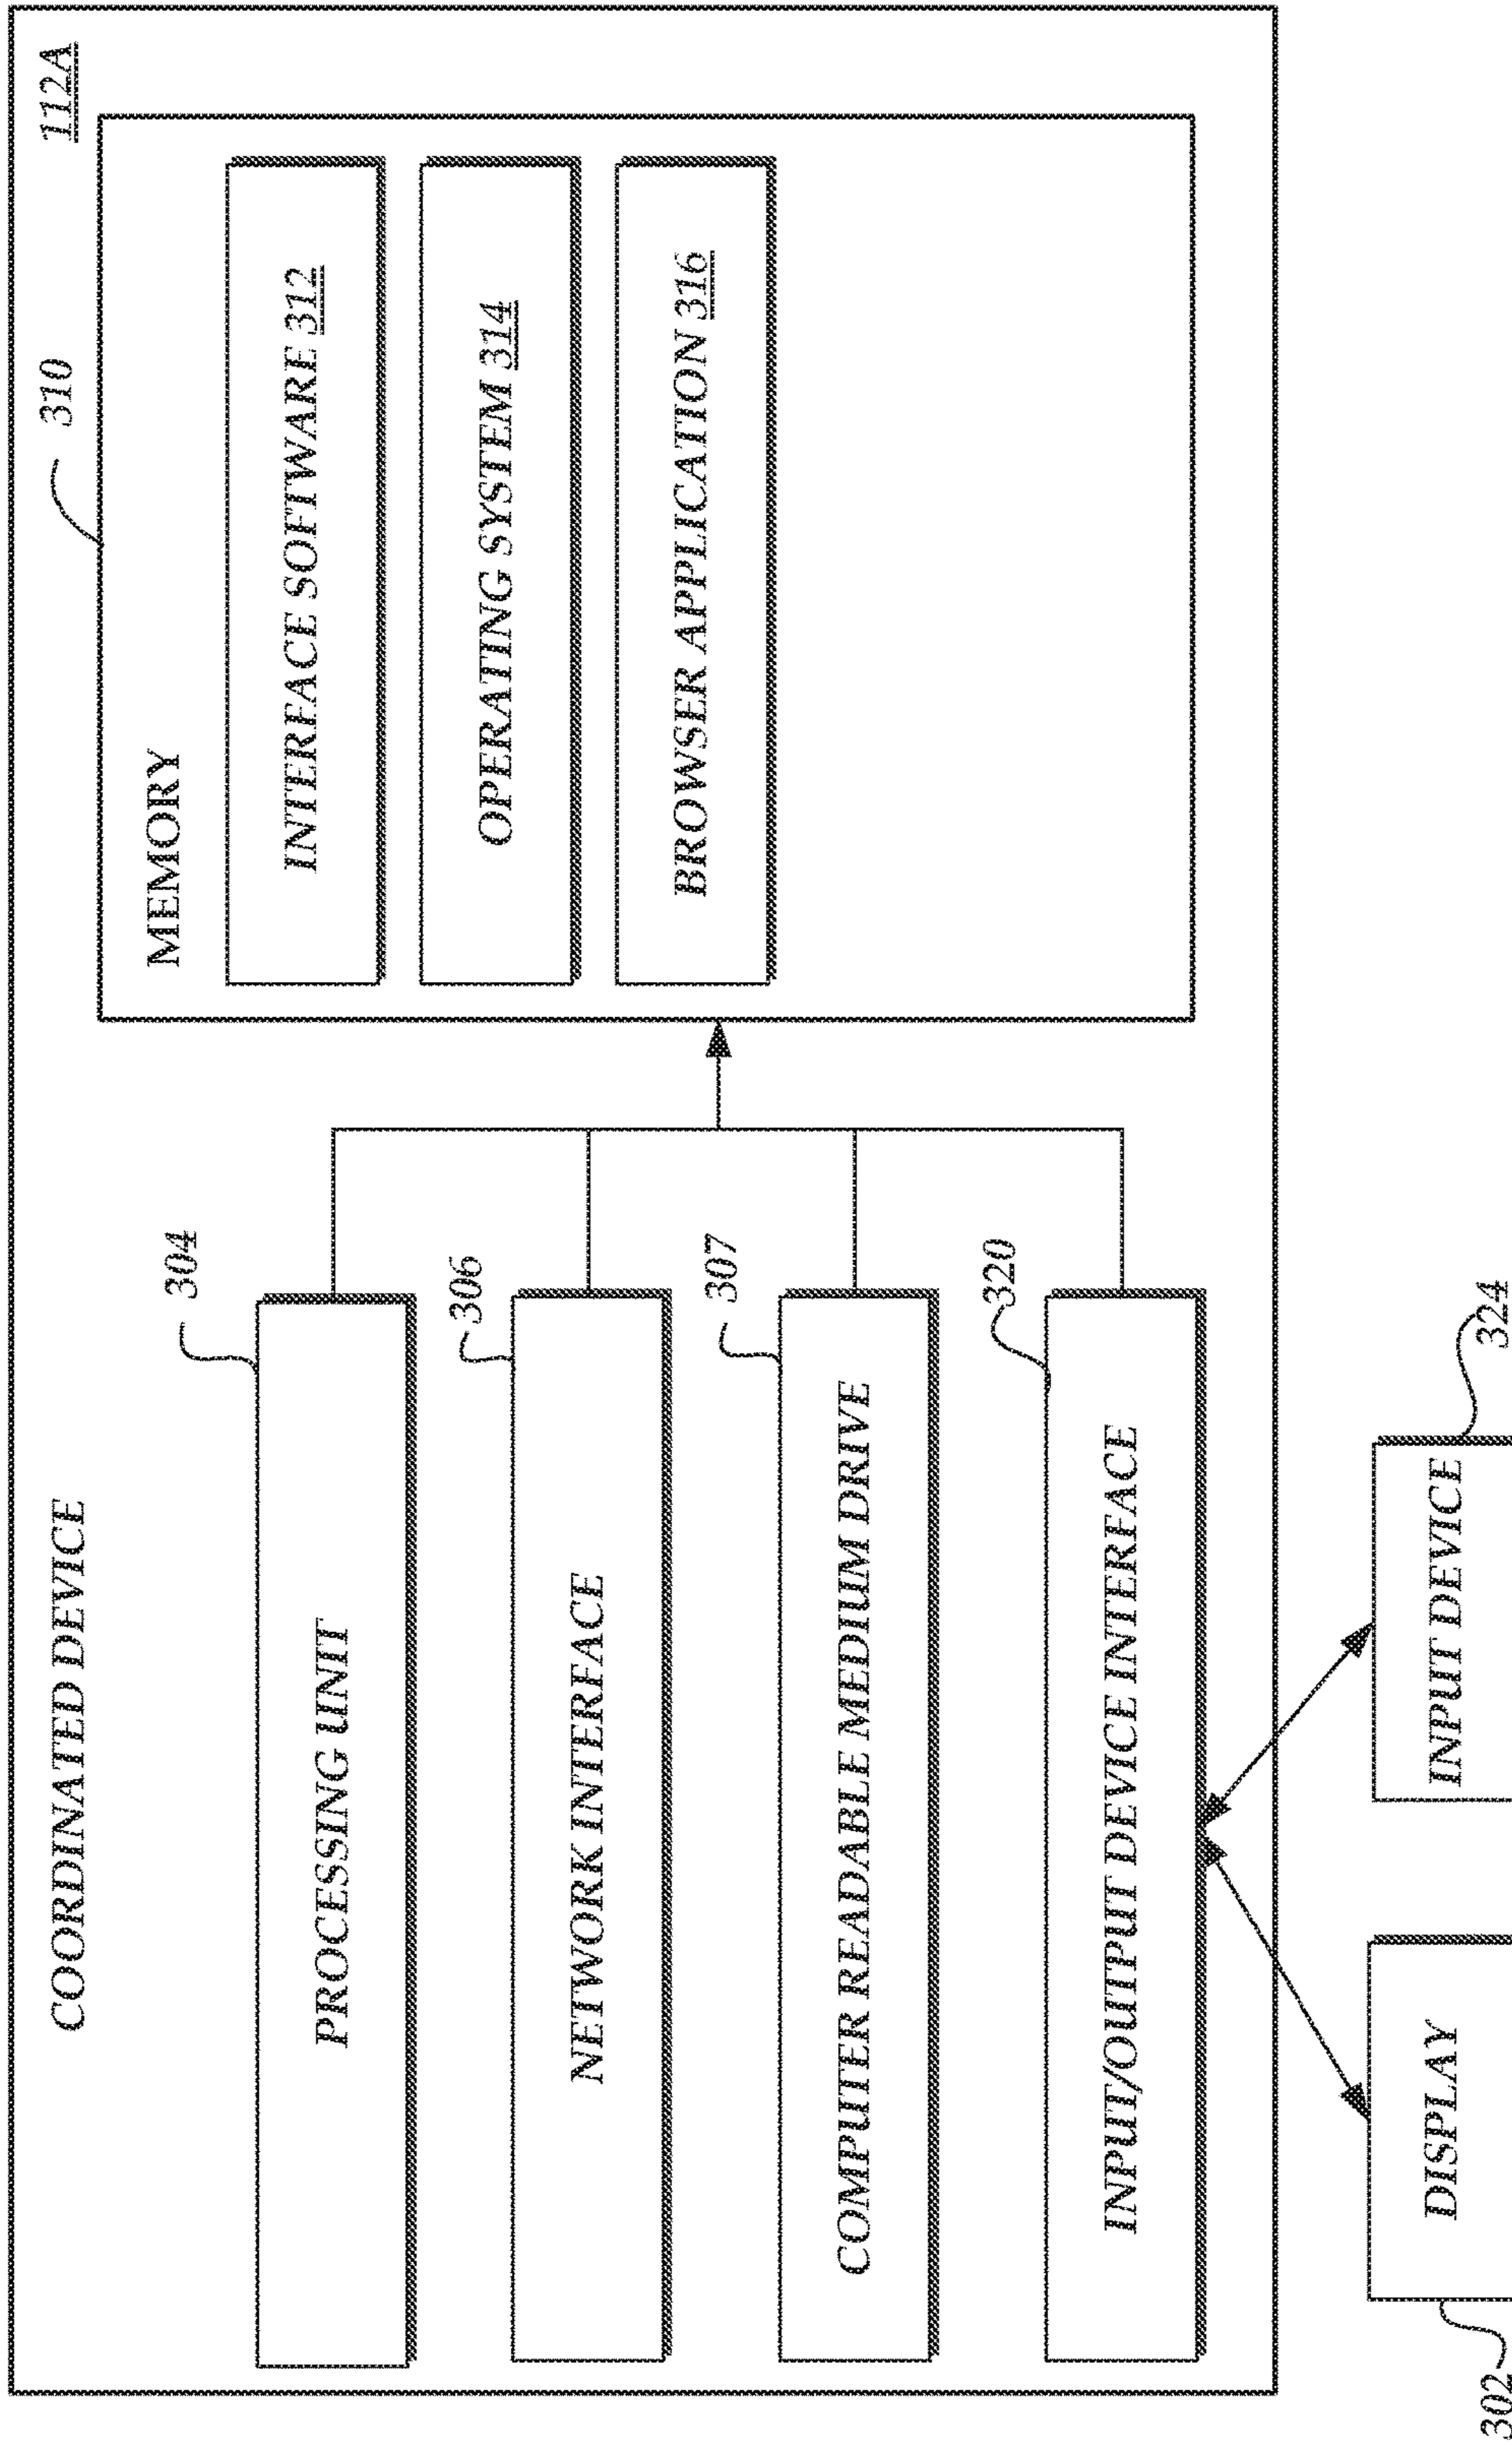 COORDINATED DEVICE
112A
310
MEMORY
304
PROCESSING UNIT
INTERFACE SOFTWARE 312
306
NETWORK INTERFACE
OPERATING SYSTEM 314
307
COMPUTER READABLE MEDIUM DRIVE
BROWSER APPLICATION 316
320
INPUT/OUTPUT DEVICE INTERFACE
302
DISPLAY
INPUT DEVICE
324